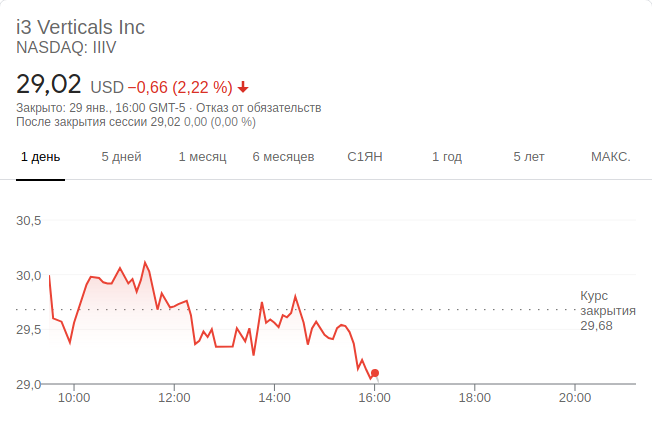 i3 Verticals Inc
NASDAQ: IIIV
29,02 USD −0,66 (2,22 %)
Закрыто: 29 янв., 16:00 GMT-5 · Отказ от обязательств
После закрытия сессии 29,02 0,00 (0,00 %)
1 день 5 дней 1 месяц 6 месяцев С1ЯН 1 год 5 лет МАКС.
30,5
30,0
Курс
закрытия
29,68
29,5
29,0
10:00 12:00 14:00 16:00 18:00 20:00